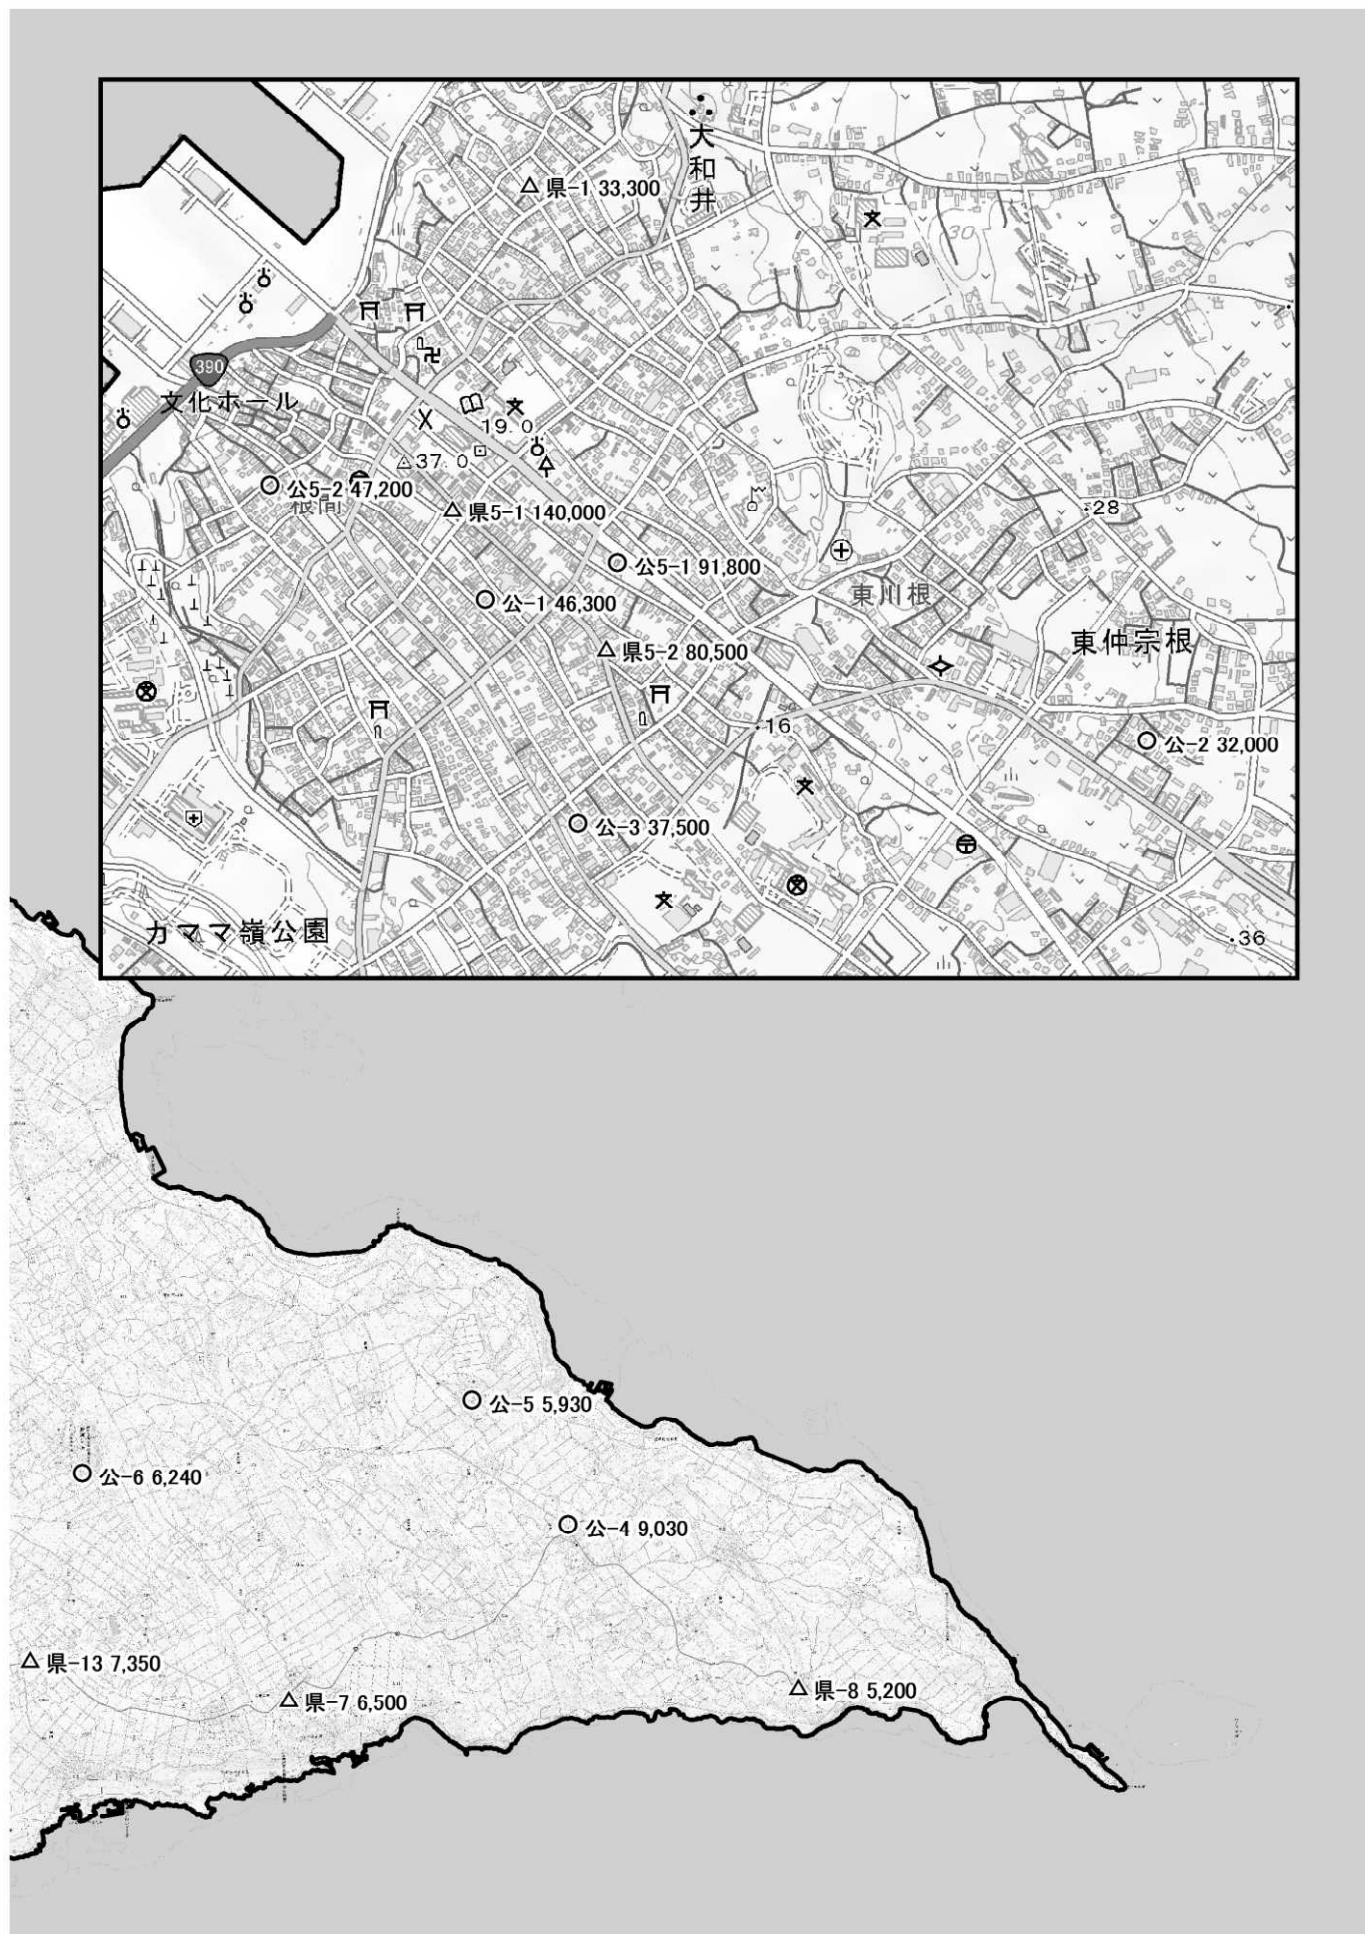 大和井
県-1 33,300
30
390
文化ホール
19.0
37.0
公5-2 47,200
根間
県5-1 140,000
28
公5-1 91,800
公-1 46,300
東川根
東仲宗根
県5-2 80,500
16
公-2 32,000
公-3 37,500
カママ嶺公園
36
公-5 5,930
公-6 6,240
公-4 9,030
県-13 7,350
県-7 6,500
県-8 5,200